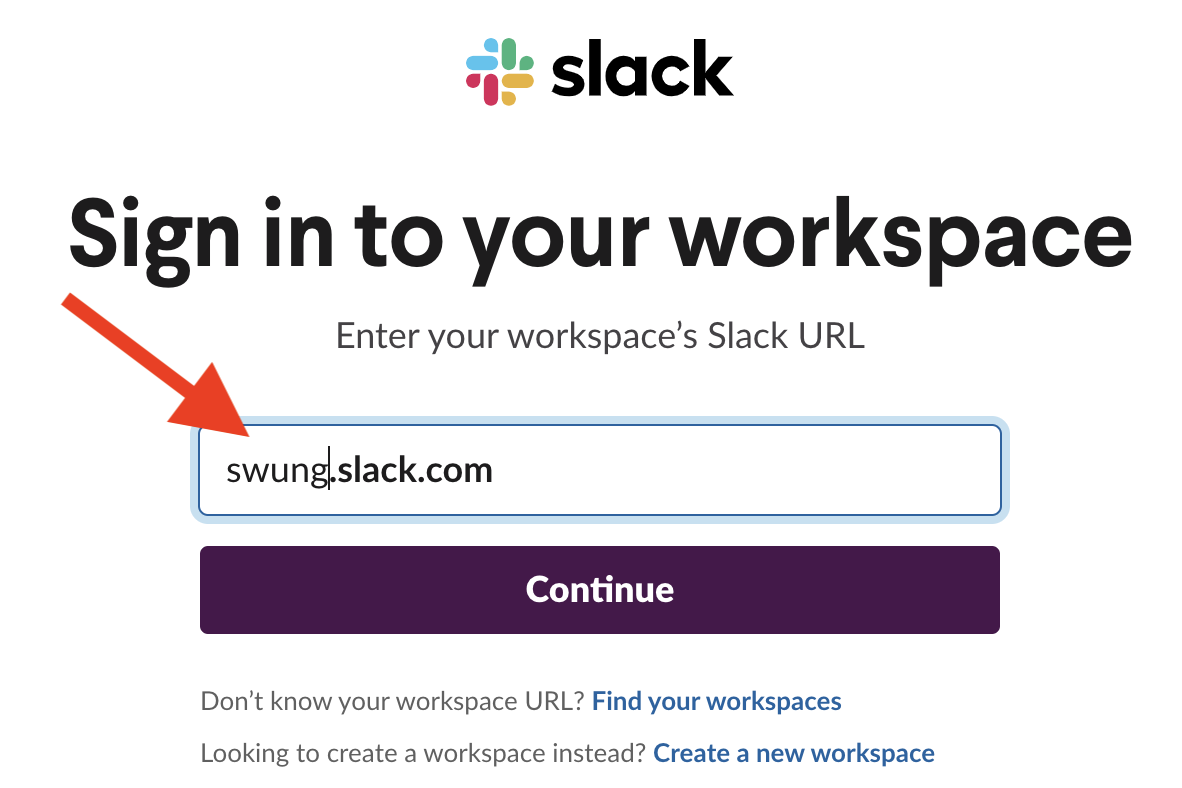 slack
Sign in to your workspace
Enter your workspace’s Slack URL
swung.slack.com
Continue
Don’t know your workspace URL? Find your workspaces
Looking to create a workspace instead? Create a new workspace